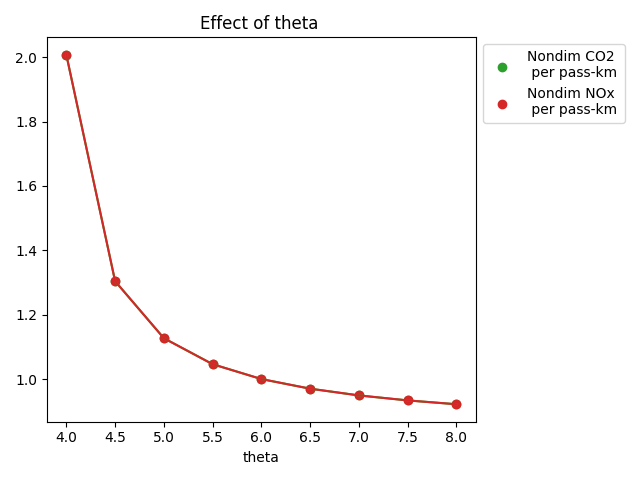 Effect of theta
2.0
1.8
1.6
1.4
1.2
1.0
4.0 4.5 5.0 5.5 6.0 6.5 7.0 7.5 8.0
theta
Nondim CO2
per pass-km
Nondim NOx
per pass-km